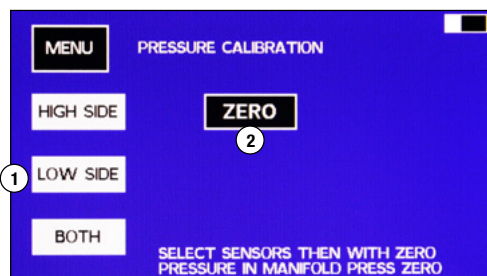 MENU
PRESSURE CALIBRATION
HIGH SIDE
ZERO
2
1
LOW SIDE
BOTH
SELECT SENSORS THEN WITH ZERO
PRESSURE IN MANIFOLD PRESS ZERO